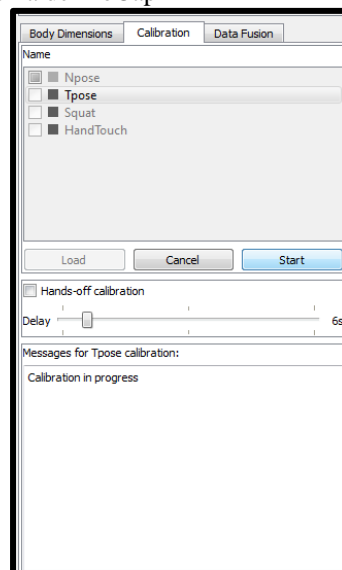 Body Dimensions Calibration Data Fusion
Name
Npose
Tpose
Squat
HandTouch
Load Cancel Start
Hands-off calibration
Delay 6s
Messages for Tpose calibration:
Calibration in progress